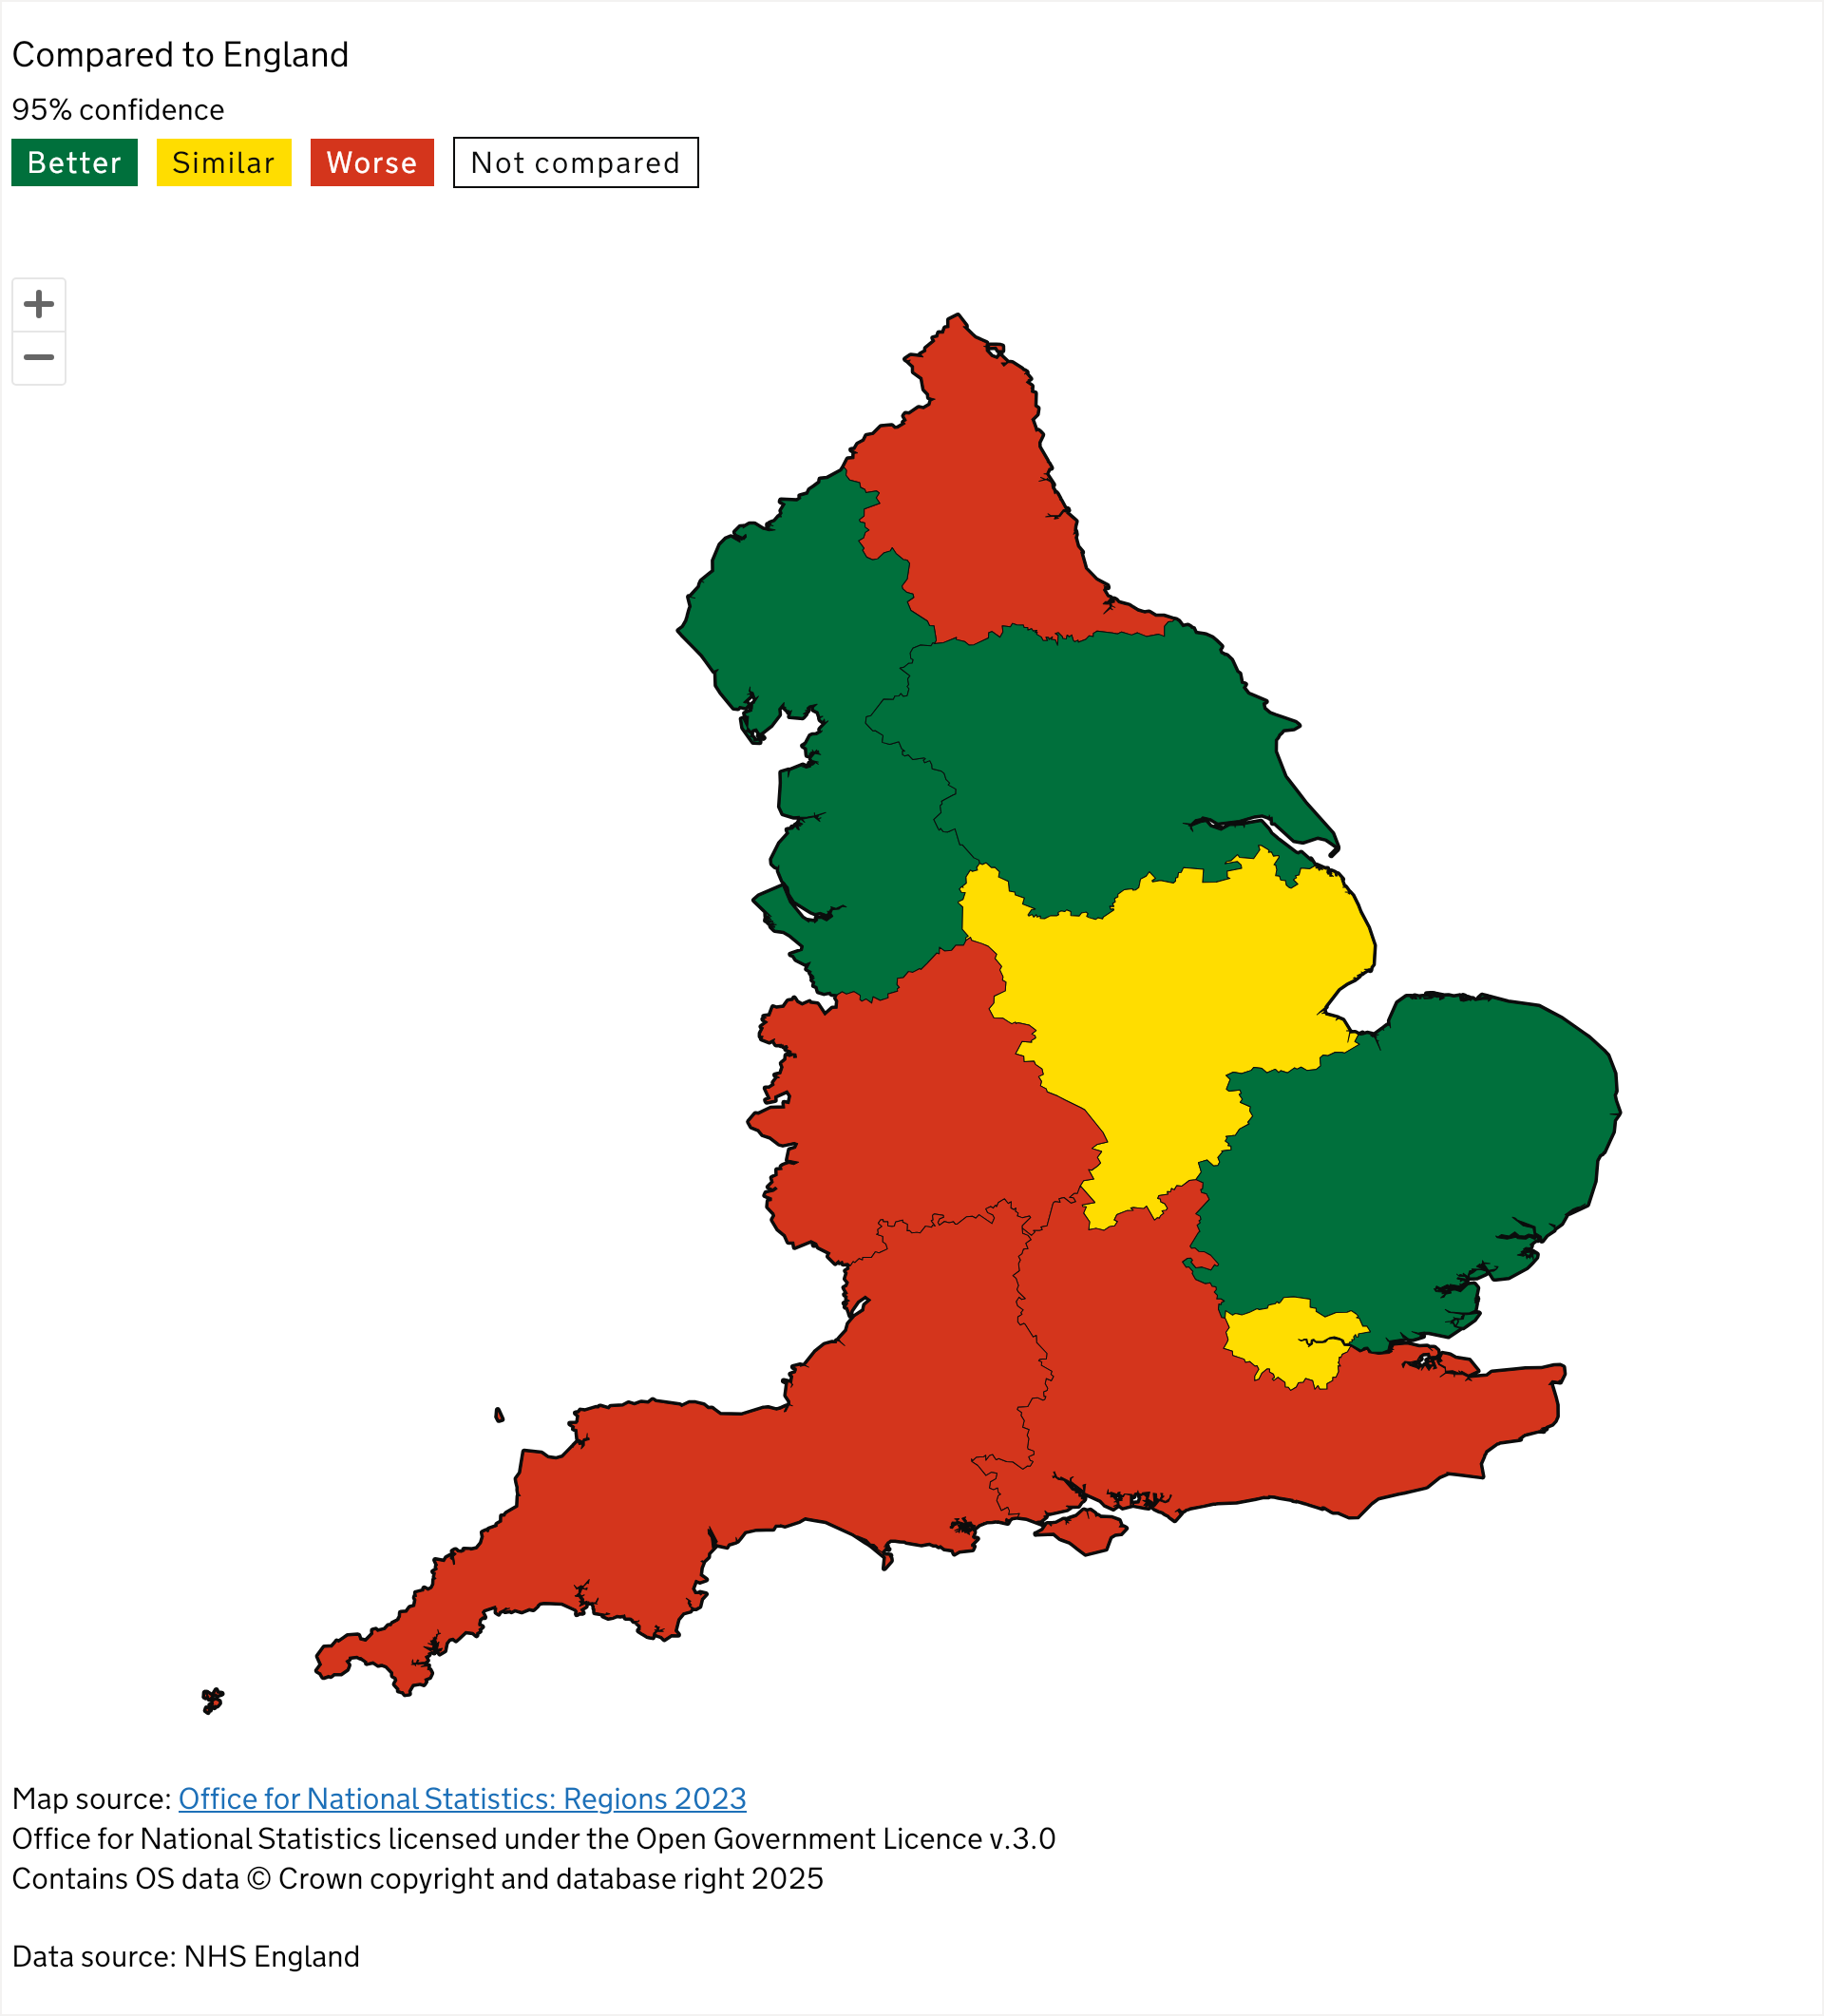 Compared to England
95% confidence
Better Similar Worse Not compared
+
−
Map source: Office for National Statistics: Regions 2023
Office for National Statistics licensed under the Open Government Licence v.3.0
Contains OS data © Crown copyright and database right 2025
Data source: NHS England